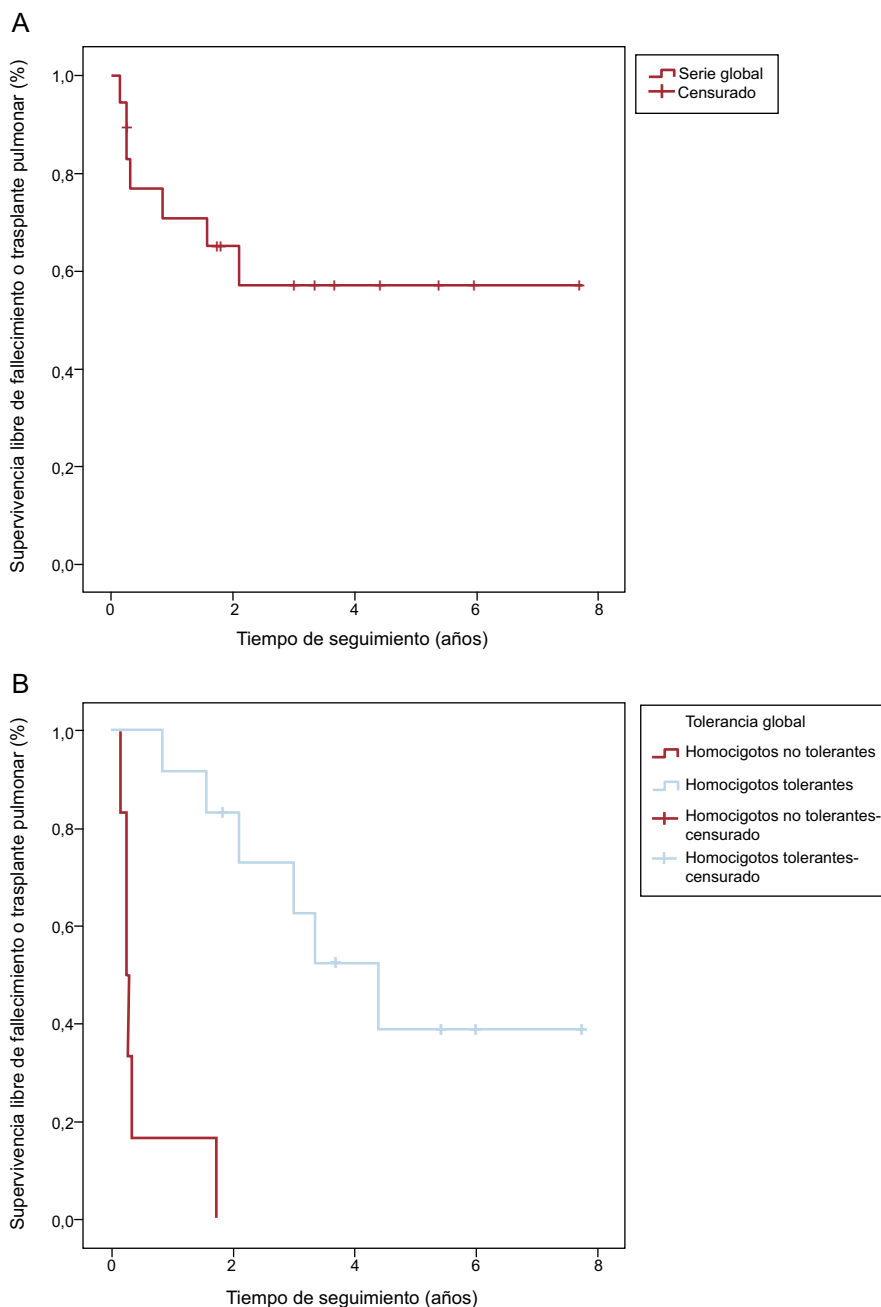 A
Supervivencia libre de fallecimiento o trasplante pulmonar (%)
1,0
0,8
0,6
0,4
0,2
0,0
0 2 4 6 8
Tiempo de seguimiento (años)
Serie global
Censurado
B
Supervivencia libre de fallecimiento o trasplante pulmonar (%)
1,0
0,8
0,6
0,4
0,2
0,0
0 2 4 6 8
Tiempo de seguimiento (años)
Tolerancia global
Homocigotos no tolerantes
Homocigotos tolerantes
Homocigotos no tolerantes-
censurado
Homocigotos tolerantes-
censurado